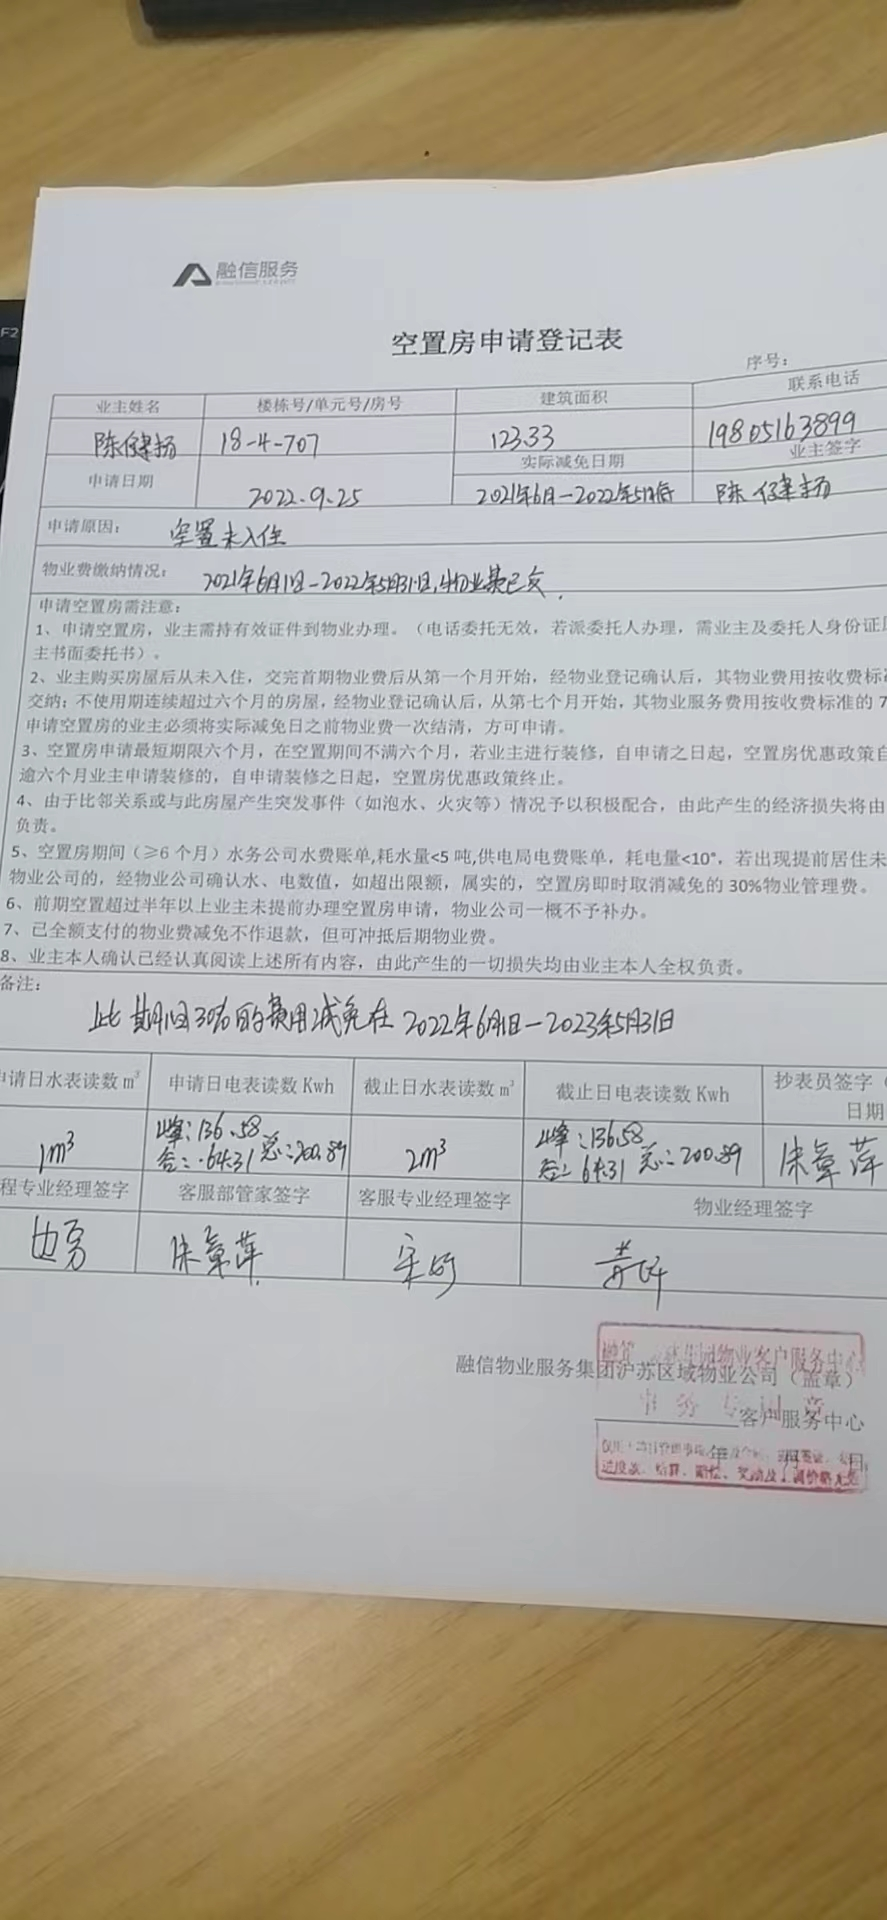 F2
融信服务
空置房申请登记表
序号：
业主姓名 楼栋号/单元号/房号 建筑面积 联系电话
陈健扬 18-4-707 123.33 19805163899
申请日期 2022.9.25 实际减免日期 业主签字
2021年6月-2022年5月底 陈健扬
申请原因： 空置未入住
物业费缴纳情况： 2021年6月1日-2022年5月31日，物业费已交．
申请空置房需注意：
1、申请空置房，业主需持有效证件到物业办理。（电话委托无效，若派委托人办理，需业主及委托人身份证
主书面委托书）。
2、业主购买房屋后从未入住，交完首期物业费后从第一个月开始，经物业登记确认后，其物业费用按收费标
交纳；不使用期连续超过六个月的房屋，经物业登记确认后，从第七个月开始，其物业服务费用按收费标准的 7
申请空置房的业主必须将实际减免日之前物业费一次结清，方可申请。
3、空置房申请最短期限六个月，在空置期间不满六个月，若业主进行装修，自申请之日起，空置房优惠政策自
逾六个月业主申请装修的，自申请装修之日起，空置房优惠政策终止。
4、由于比邻关系或与此房屋产生突发事件（如泡水、火灾等）情况予以积极配合，由此产生的经济损失将由
负责。
5、空置房期间（≥6 个月）水务公司水费账单,耗水量<5 吨,供电局电费账单，耗电量<10°，若出现提前居住未
物业公司的，经物业公司确认水、电数值，如超出限额，属实的，空置房即时取消减免的 30%物业管理费。
6、前期空置超过半年以上业主未提前办理空置房申请，物业公司一概不予补办。
7、已全额支付的物业费减免不作退款，但可冲抵后期物业费。
8、业主本人确认已经认真阅读上述所有内容，由此产生的一切损失均由业主本人全权负责。
备注：
此期间30%的费用减免在 2022年6月1日-2023年5月31日
申请日水表读数 m³ 申请日电表读数 Kwh 截止日水表读数 m³ 截止日电表读数 Kwh 抄表员签字（
日期
1m³ 峰：136.58 谷：64.31 总：200.89 2m³ 峰：136.58 谷：64.31 总：200.89 朱章萍
程专业经理签字 客服部管家签字 客服专业经理签字 物业经理签字
朱章萍
融信物业服务集团沪苏区域物业公司（盖章）
物业客户服务中心
客户服务中心
年 月 日